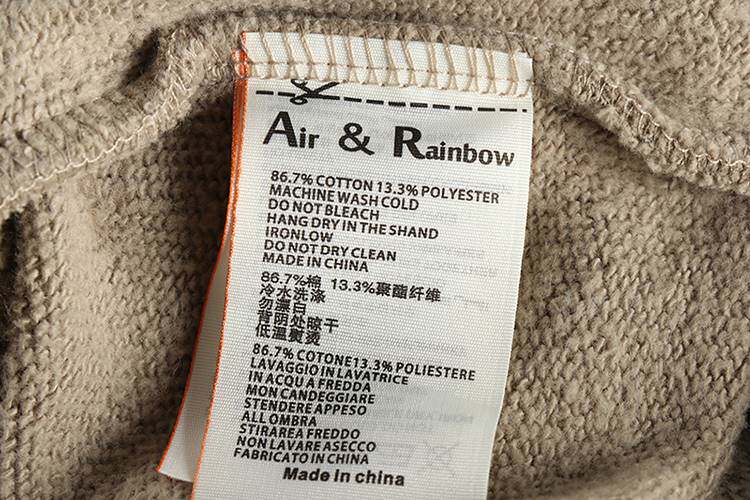 Air & Rainbow
86.7% COTTON 13.3% POLYESTER
MACHINE WASH COLD
DO NOT BLEACH
HANG DRY IN THE SHAND
IRONLOW
DO NOT DRY CLEAN
MADE IN CHINA
86.7%棉 13.3%聚酯纤维
冷水洗涤
勿漂白
背阴处晾干
低温熨烫
86.7% COTONE13.3% POLIESTERE
LAVAGGIO IN LAVATRICE
IN ACQUA FREDDA
MON CANDEGGIARE
STENDERE APPESO
ALL OMBRA
STIRAREA FREDDO
NON LAVARE ASECCO
FABRICATO IN CHINA
Made in china